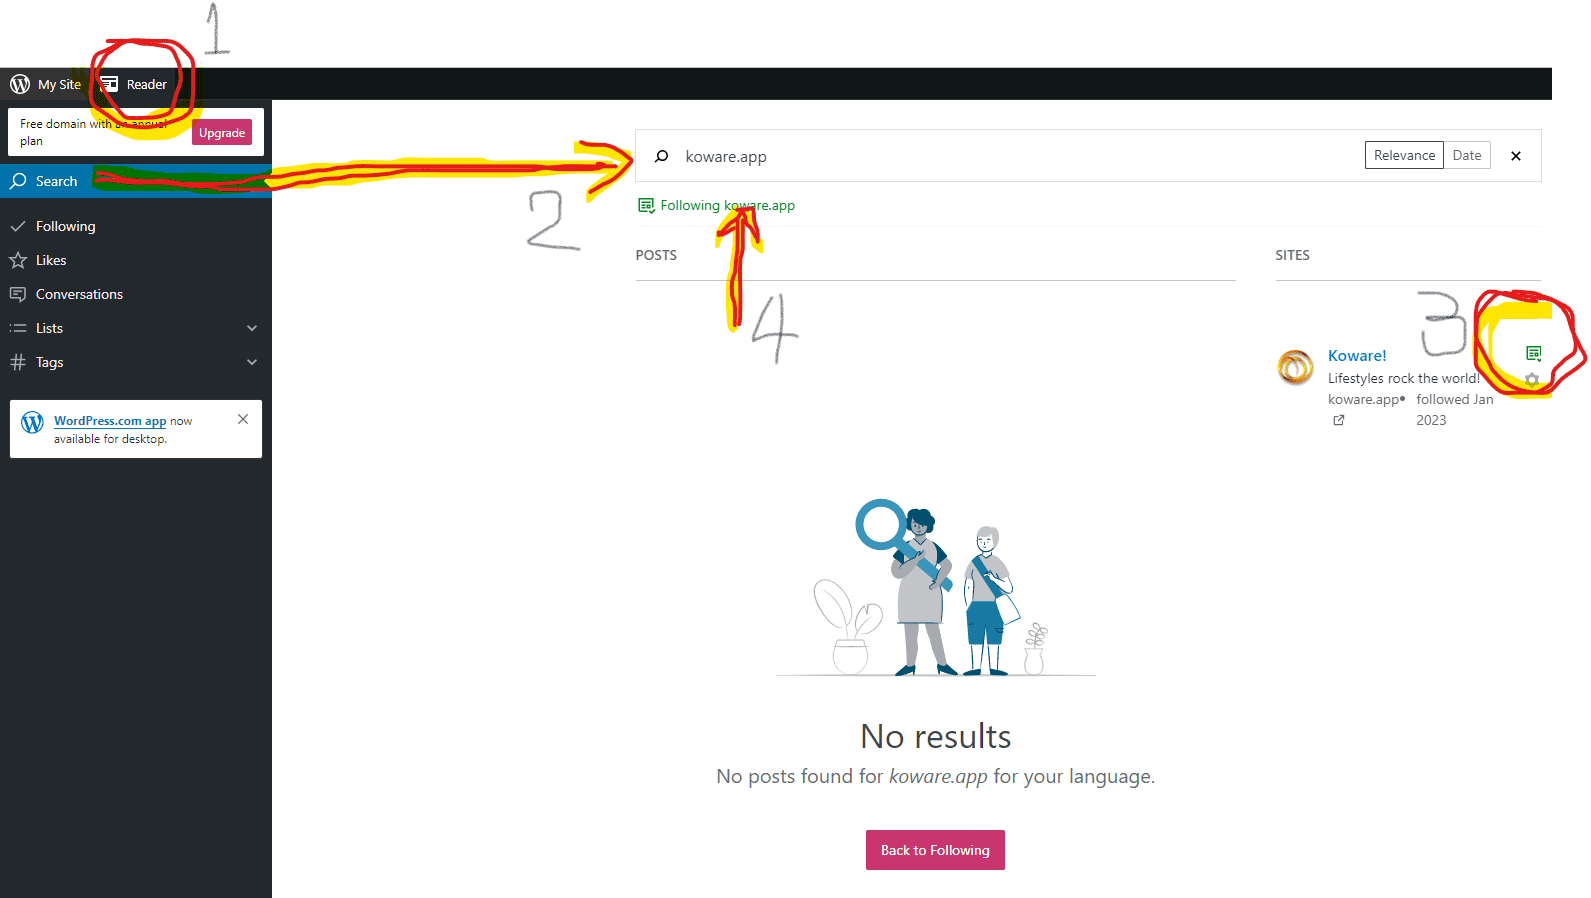 1
My Site
Reader
Free domain with an annual
plan
Upgrade
Search
koware.app
Relevance
Date
2
Following koware.app
Following
Likes
Conversations
Lists
Tags
WordPress.com app now
available for desktop.
POSTS
SITES
4
3
Koware!
Lifestyles rock the world!
koware.app• followed Jan
2023
No results
No posts found for koware.app for your language.
Back to Following